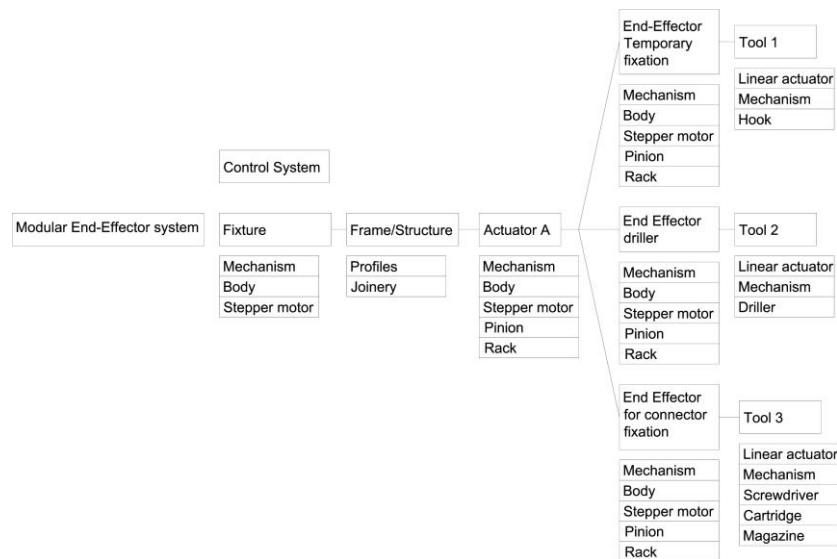 End-Effector
Temporary
fixation
Tool 1
Mechanism
Body
Stepper motor
Pinion
Rack
Linear actuator
Mechanism
Hook
Control System
Modular End-Effector system
Fixture
Frame/Structure
Actuator A
End Effector
driller
Tool 2
Mechanism
Body
Stepper motor
Profiles
Joinery
Mechanism
Body
Stepper motor
Pinion
Rack
Mechanism
Body
Stepper motor
Pinion
Rack
Linear actuator
Mechanism
Driller
End Effector
for connector
fixation
Tool 3
Mechanism
Body
Stepper motor
Pinion
Rack
Linear actuator
Mechanism
Screwdriver
Cartridge
Magazine